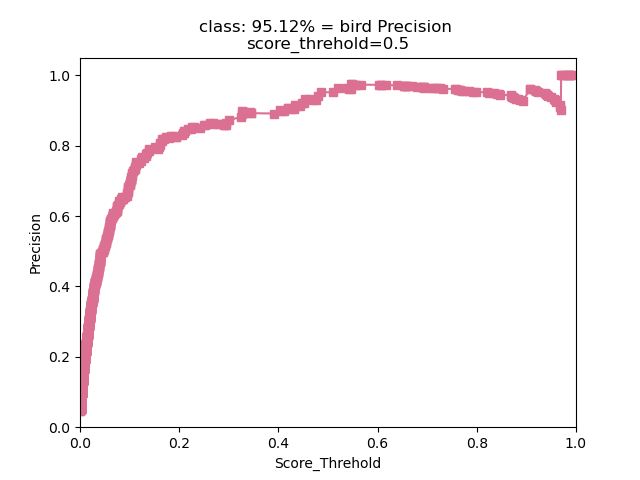 class: 95.12% = bird Precision
score_threhold=0.5
1.0
0.8
0.6
0.4
0.2
0.0
Precision
0.0 0.2 0.4 0.6 0.8 1.0
Score_Threhold